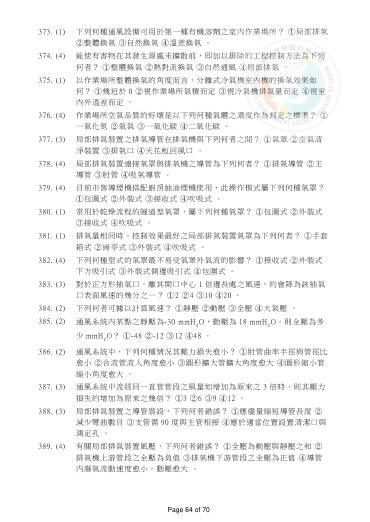 373. (1) 下列何種通風設備可用於第一種有機溶劑之室內作業場所？ ①局部排氣
②整體換氣 ③自然換氣 ④溫差換氣 。
374. (4) 能使有害物在其發生源處未擴散前，即加以排除的工程控制方法為下列
何者？ ①整體換氣 ②熱對流換氣 ③自然通風 ④局部排氣 。
375. (1) 以作業場所整體換氣的角度而言，分離式冷氣機室內機的換氣效果如
何？ ①幾近於 0 ②視作業場所氣積而定 ③視冷氣機排氣量而定 ④視室
內外溫差而定 。
376. (4) 作業場所空氣品質的好壞是以下列何種氣體之濃度作為判定之標準？ ①
一氧化氮 ②氧氣 ③一氧化碳 ④二氧化碳 。
377. (3) 局部排氣裝置之排氣導管在排氣機與下列何者之間？ ①氣罩 ②空氣清
淨裝置 ③排氣口 ④天花板回風口 。
378. (4) 局部排氣裝置連接氣罩與排氣機之導管為下列何者？ ①排氣導管 ②主
導管 ③肘管 ④吸氣導管 。
379. (4) 目前市售導煙機搭配廚房抽油煙機使用，此操作模式屬下列何種氣罩？
①包圍式 ②外裝式 ③接收式 ④吹吸式 。
380. (1) 常用於乾燥流程的隧道型氣罩，屬下列何種氣罩？ ①包圍式 ②外裝式
③接收式 ④吹吸式 。
381. (1) 排氣量相同時，控制效果最好之局部排氣裝置氣罩為下列何者？ ①手套
箱式 ②崗亭式 ③外裝式 ④吹吸式 。
382. (4) 下列何種型式的氣罩最不易受氣罩外氣流的影響？ ①接收式 ②外裝式
下方吸引式 ③外裝式側邊吸引式 ④包圍式 。
383. (3) 對於正方形抽氣口，離其開口中心 1 倍邊長處之風速，約會降為該抽氣
口表面風速的幾分之一？ ①2 ②4 ③10 ④20 。
384. (2) 下列何者可據以計算風速？ ①靜壓 ②動壓 ③全壓 ④大氣壓 。
385. (2) 通風系統內某點之靜壓為-30 mmH₂O，動壓為 18 mmH₂O，則全壓為多
少 mmH₂O？ ①-48 ②-12 ③12 ④48 。
386. (2) 通風系統中，下列何種情況其壓力損失愈小？ ①肘管曲率半徑與管徑比
愈小 ②合流管流入角度愈小 ③圓形擴大管擴大角度愈大 ④圓形縮小管
縮小角度愈大 。
387. (3) 通風系統中流經同一直管管段之風量如增加為原來之 3 倍時，則其壓力
損失約增加為原來之幾倍？ ①3 ②6 ③9 ④12 。
388. (3) 局部排氣裝置之導管裝設，下列何者錯誤？ ①應儘量縮短導管長度 ②
減少彎曲數目 ③支管需 90 度與主管相接 ④應於適當位置設置清潔口與
測定孔 。
389. (4) 有關局部排氣裝置風壓，下列何者錯誤？ ①全壓為動壓與靜壓之和 ②
排氣機上游管段之全壓為負值 ③排氣機下游管段之全壓為正值 ④導管
內廢氣流動速度愈小，動壓愈大 。
Page 64 of 70